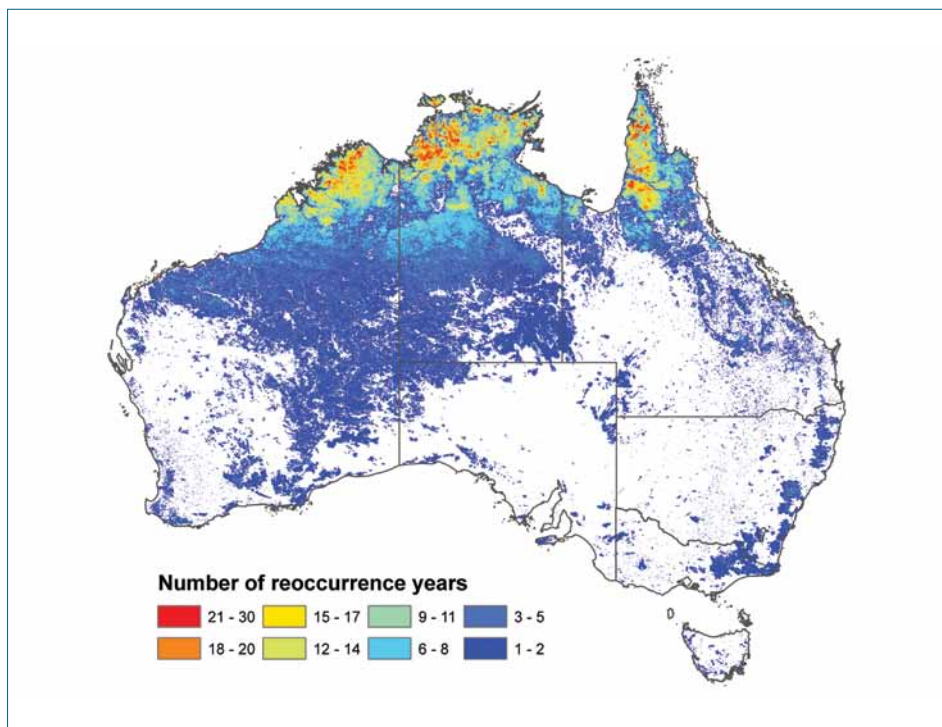 Number of reoccurrence years
21 - 30 15 - 17 9 - 11 3 - 5
18 - 20 12 - 14 6 - 8 1 - 2